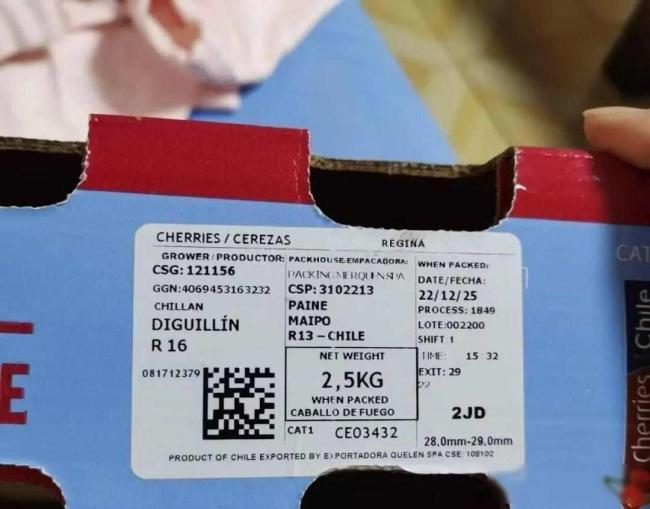 CHERRIES / CEREZAS REGINA
GROWER/PRODUCTOR:
CSG: 121156
GGN:4069453163232
CHILLAN
DIGUILLÍN
R 16
081712379
PACKHOUSE/EMPACADORA:
PACKING MERQUEN SPA
CSP: 3102213
PAINE
MAIPO
R13 – CHILE
NET WEIGHT
2,5KG
WHEN PACKED
CABALLO DE FUEGO
CAT1 CE03432
WHEN PACKED:
DATE/FECHA:
22/12/25
PROCESS: 1849
LOTE:002200
SHIFT 1
TIME: 15 32
EXIT: 29
22
2JD
28,0mm-29,0mm
PRODUCT OF CHILE EXPORTED BY EXPORTADORA QUELEN SPA CSE: 108102
E
CAT
Cherries
Chile